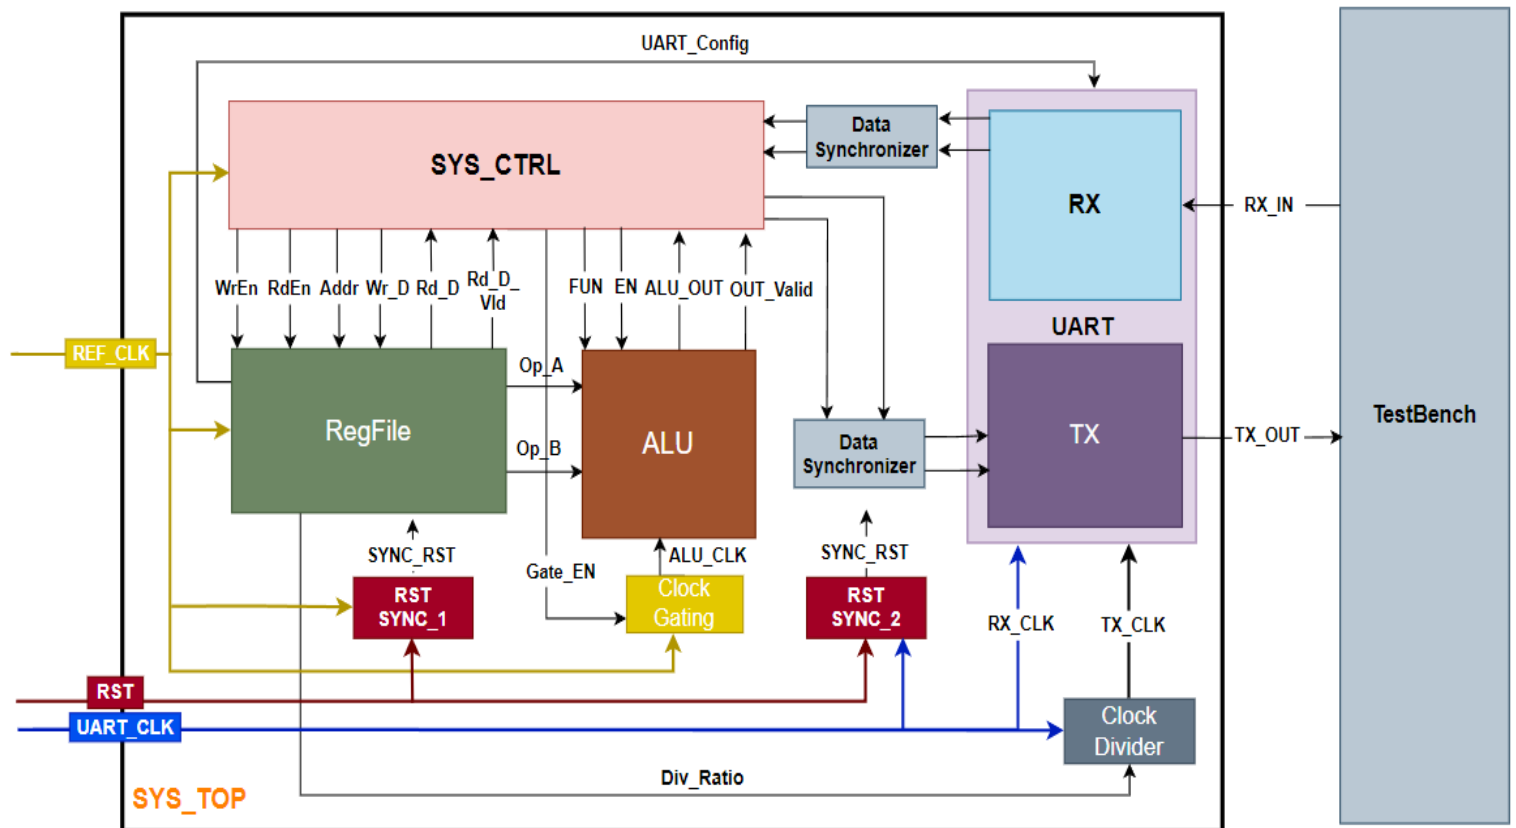 UART_Config
Data
Synchronizer
SYS_CTRL
RX
RX_IN
WrEn
RdEn
Addr
Wr_D
Rd_D
Rd_D_
Vld
FUN
EN
ALU_OUT
OUT_Valid
UART
REF_CLK
Op_A
RegFile
Op_B
ALU
Data
Synchronizer
TX
TX_OUT
TestBench
SYNC_RST
ALU_CLK
Gate_EN
SYNC_RST
RST
SYNC_1
Clock
Gating
RST
SYNC_2
RX_CLK
TX_CLK
RST
UART_CLK
Clock
Divider
Div_Ratio
SYS_TOP